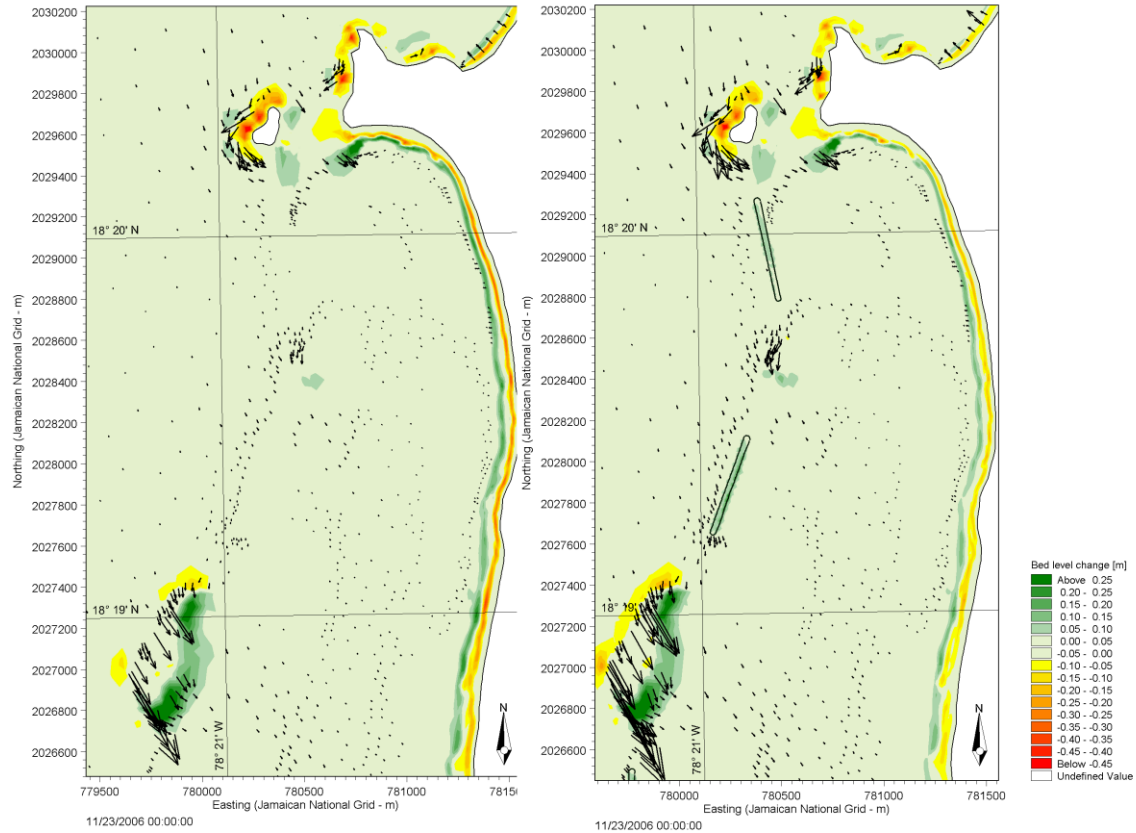 Northing (Jamaican National Grid - m)
2030200
2030000
2029800
2029600
2029400
2029200
2029000
2028800
2028600
2028400
2028200
2028000
2027800
2027600
2027400
2027200
2027000
2026800
2026600
18° 20' N
18° 19' N
78° 21' W
N
779500 780000 780500 781000 7815
Easting (Jamaican National Grid - m)
11/23/2006 00:00:00
Northing (Jamaican National Grid - m)
2030200
2030000
2029800
2029600
2029400
2029200
2029000
2028800
2028600
2028400
2028200
2028000
2027800
2027600
2027400
2027200
2027000
2026800
2026600
18° 20' N
18° 19'
78° 21' W
N
780000 780500 781000 781500
Easting (Jamaican National Grid - m)
11/23/2006 00:00:00
Bed level change [m]
Above 0.25
0.20 - 0.25
0.15 - 0.20
0.10 - 0.15
0.05 - 0.10
0.00 - 0.05
-0.05 - 0.00
-0.10 - -0.05
-0.15 - -0.10
-0.20 - -0.15
-0.25 - -0.20
-0.30 - -0.25
-0.35 - -0.30
-0.40 - -0.35
-0.45 - -0.40
Below -0.45
Undefined Value